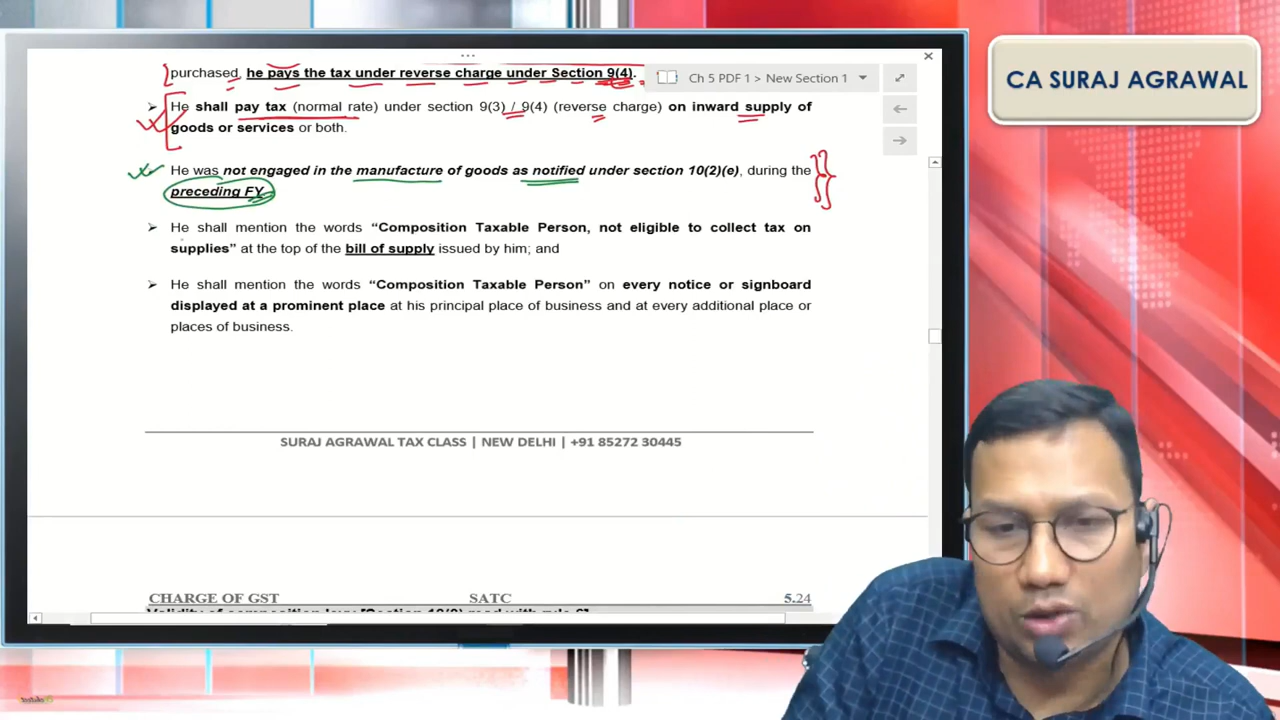 CA SURAJ AGRAWAL
Ch 5 PDF 1 > New Section 1
purchased, he pays the tax under reverse charge under Section 9(4).
➢ He shall pay tax (normal rate) under section 9(3) / 9(4) (reverse charge) on inward supply of
goods or services or both.
He was not engaged in the manufacture of goods as notified under section 10(2)(e), during the
preceding FY
➢ He shall mention the words “Composition Taxable Person, not eligible to collect tax on
supplies” at the top of the bill of supply issued by him; and
➢ He shall mention the words “Composition Taxable Person” on every notice or signboard
displayed at a prominent place at his principal place of business and at every additional place or
places of business.
SURAJ AGRAWAL TAX CLASS | NEW DELHI | +91 85272 30445
CHARGE OF GST SATC 5.24